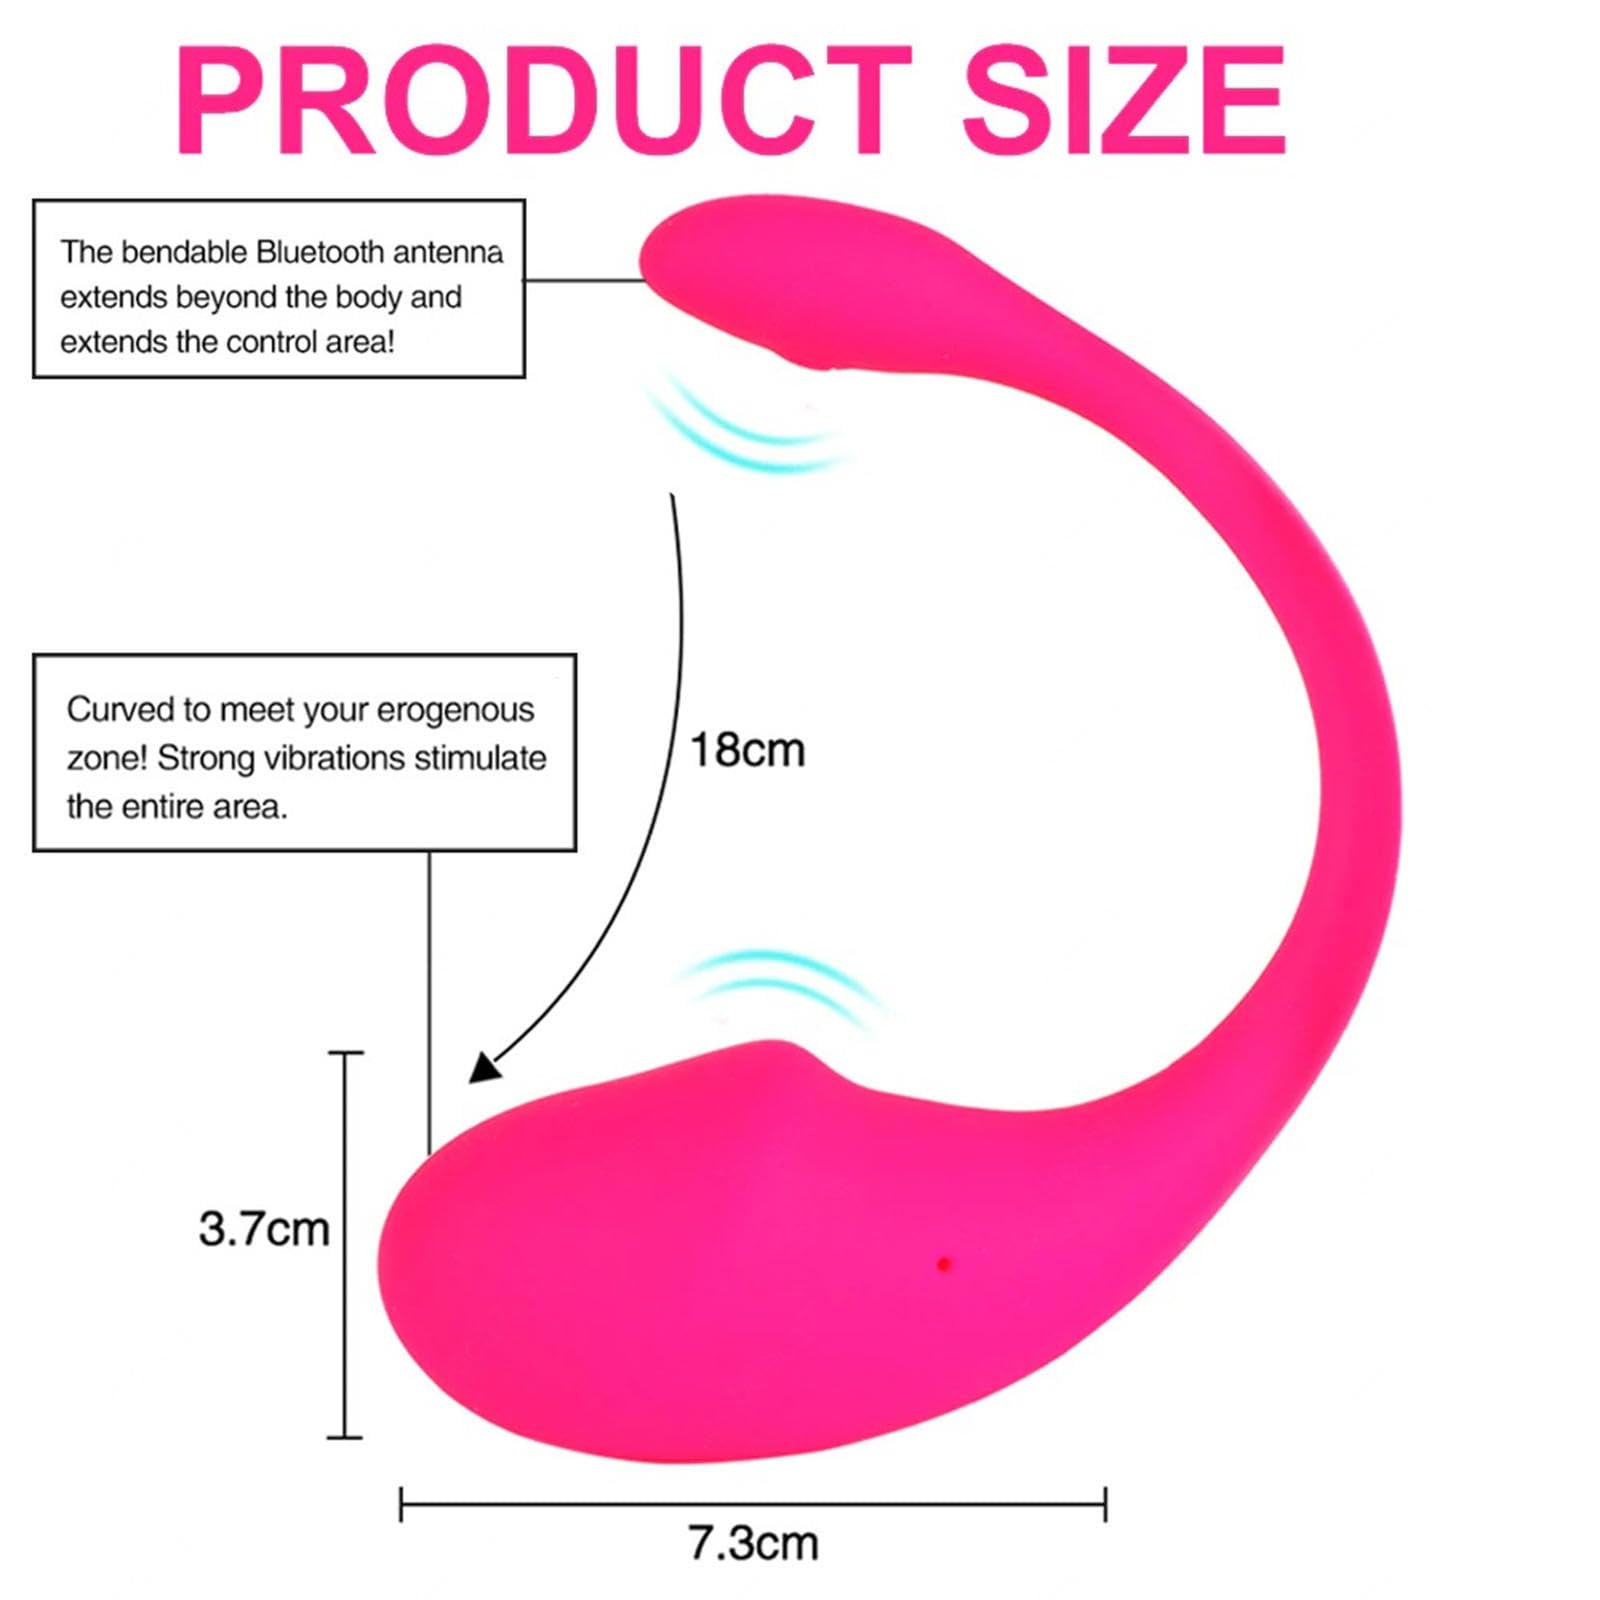 PRODUCT SIZE
The bendable Bluetooth antenna
extends beyond the body and
extends the control area!
Curved to meet your erogenous
zone! Strong vibrations stimulate
the entire area.
18cm
3.7cm
7.3cm